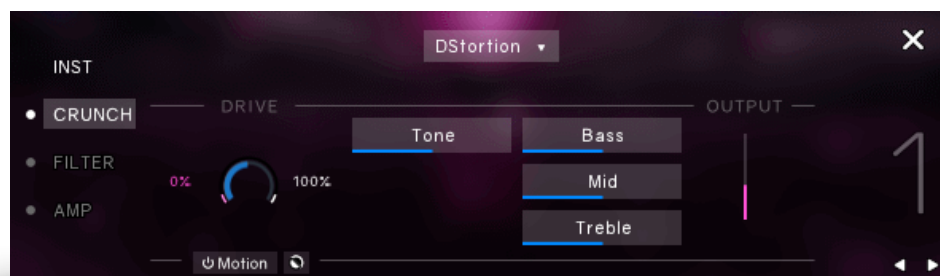 DStortion
INST
CRUNCH
DRIVE
OUTPUT
Tone
Bass
FILTER
0%
100%
Mid
1
AMP
Treble
Motion